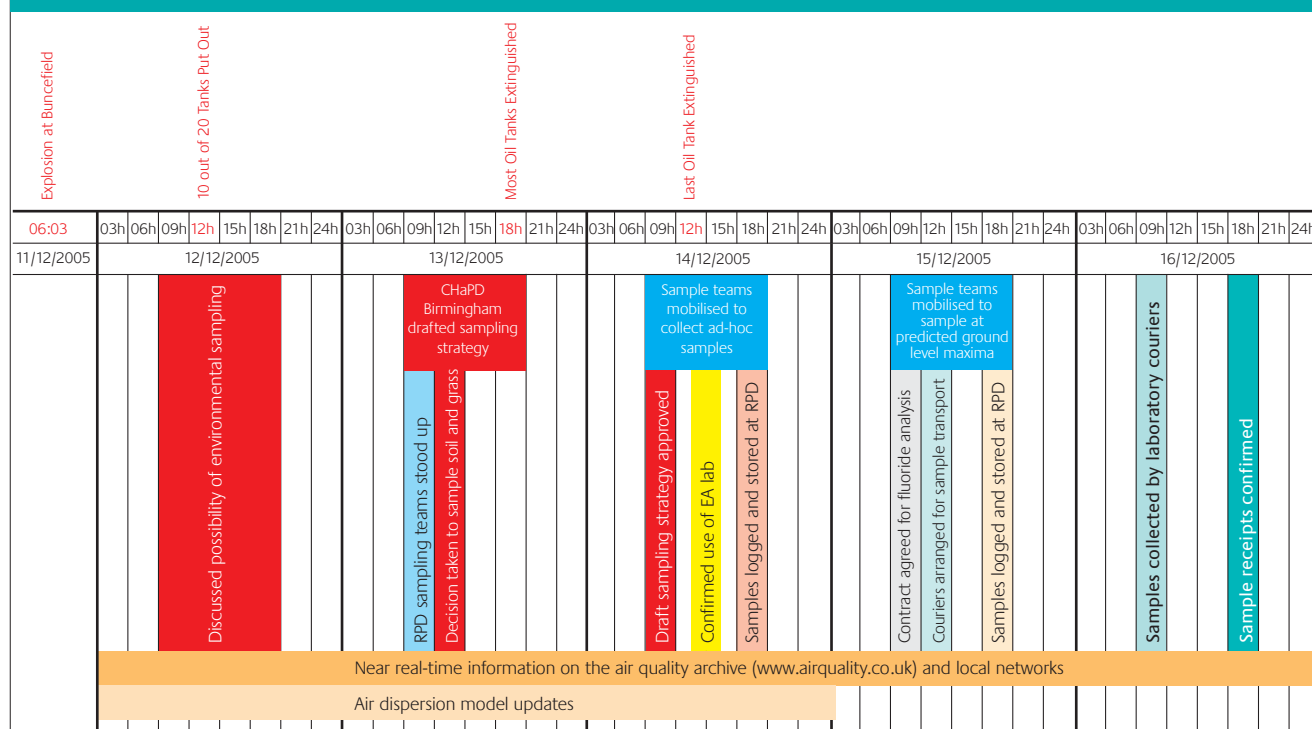 Explosion at Buncefield
10 out of 20 Tanks Put Out
Most Oil Tanks Extinguished
Last Oil Tank Extinguished
06:03 03h 06h 09h 12h 15h 18h 21h 24h 03h 06h 09h 12h 15h 18h 21h 24h 03h 06h 09h 12h 15h 18h 21h 24h 03h 06h 09h 12h 15h 18h 21h 24h 03h 06h 09h 12h 15h 18h 21h 24h
11/12/2005 12/12/2005 13/12/2005 14/12/2005 15/12/2005 16/12/2005
Discussed possibility of environmental sampling
CHaPD
Birmingham
drafted sampling
strategy
RPD sampling teams stood up
Decision taken to sample soil and grass
Sample teams
mobilised to
collect ad-hoc
samples
Draft sampling strategy approved
Confirmed use of EA lab
Samples logged and stored at RPD
Sample teams
mobilised to
sample at
predicted ground
level maxima
Contract agreed for fluoride analysis
Couriers arranged for sample transport
Samples logged and stored at RPD
Samples collected by laboratory couriers
Sample receipts confirmed
Near real-time information on the air quality archive (www.airquality.co.uk) and local networks
Air dispersion model updates